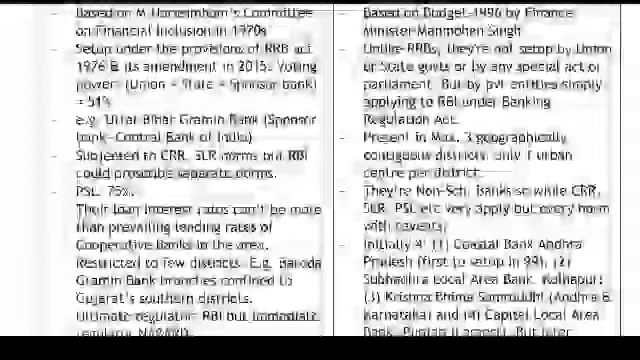 Based on M Narsimhum's Committee
on Financial Inclusion in 1970s
Setup under the provisions of RRB act
1976 & its amendment in 2015. Voting
power: (Union + State + Sponsor bank)
= 51%
e.g. Uttar Bihar Gramin Bank (Sponsor
bank=Central Bank of India)
Subjected to CRR, SLR norms but RBI
could prescribe separate norms.
PSL: 75%.
Their loan interest rates can't be more
than prevailing lending rates of
Cooperative Banks in the area.
Restricted to few districts. E.g. Baroda
Gramin Bank branches confined to
Gujarat's southern districts.
Ultimate regulator RBI but immediate
regulator NABARD
Based on Budget-1996 by Finance
Minister Manmohan Singh
Unlike RRBs, they're not setup by Union
or State govts or by any special act of
parliament. But by pvt entities simply
applying to RBI under Banking
Regulation Act.
Present in Max. 3 geographically
contiguous districts. only 1 urban
centre per district.
They're Non-Sch. Banks so while CRR,
SLR, PSL etc very apply but every norm
with caveats.
Initially 4: (1) Coastal Bank Andhra
Pradesh (first to setup in 99), (2)
Subhadra Local Area Bank, Kolhapur;
(3) Krishna Bhima Samruddhi (Andhra &
Karnataka) and (4) Capital Local Area
Bank, Punjab But later